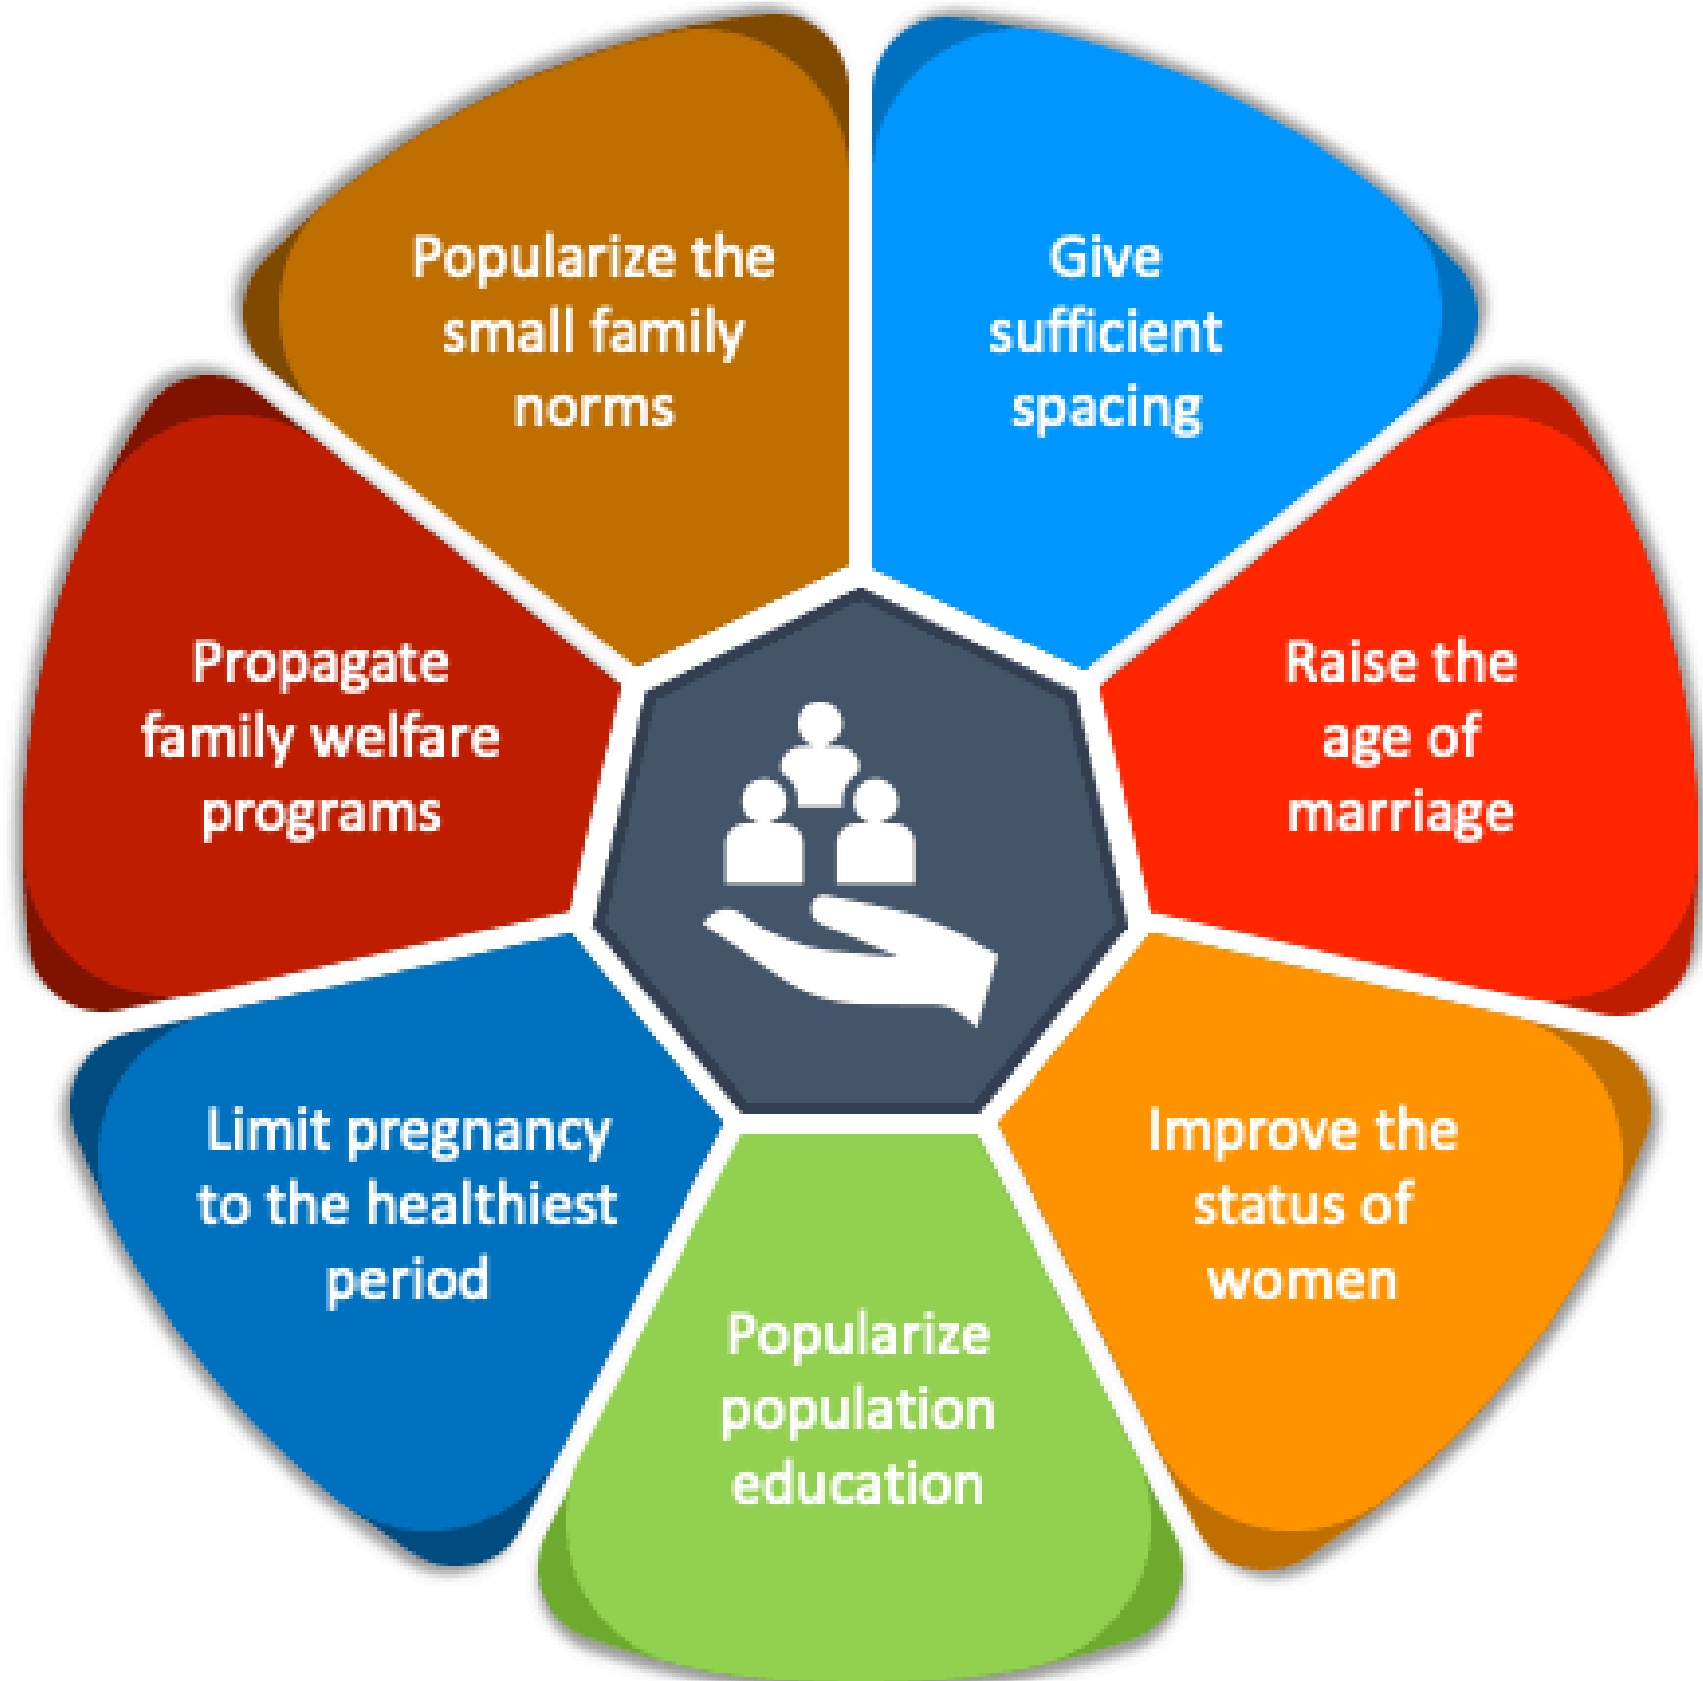 Popularize the
small family
norms
Give
sufficient
spacing
Raise the
age of
marriage
Improve the
status of
women
Popularize
population
education
Limit pregnancy
to the healthiest
period
Propagate
family welfare
programs